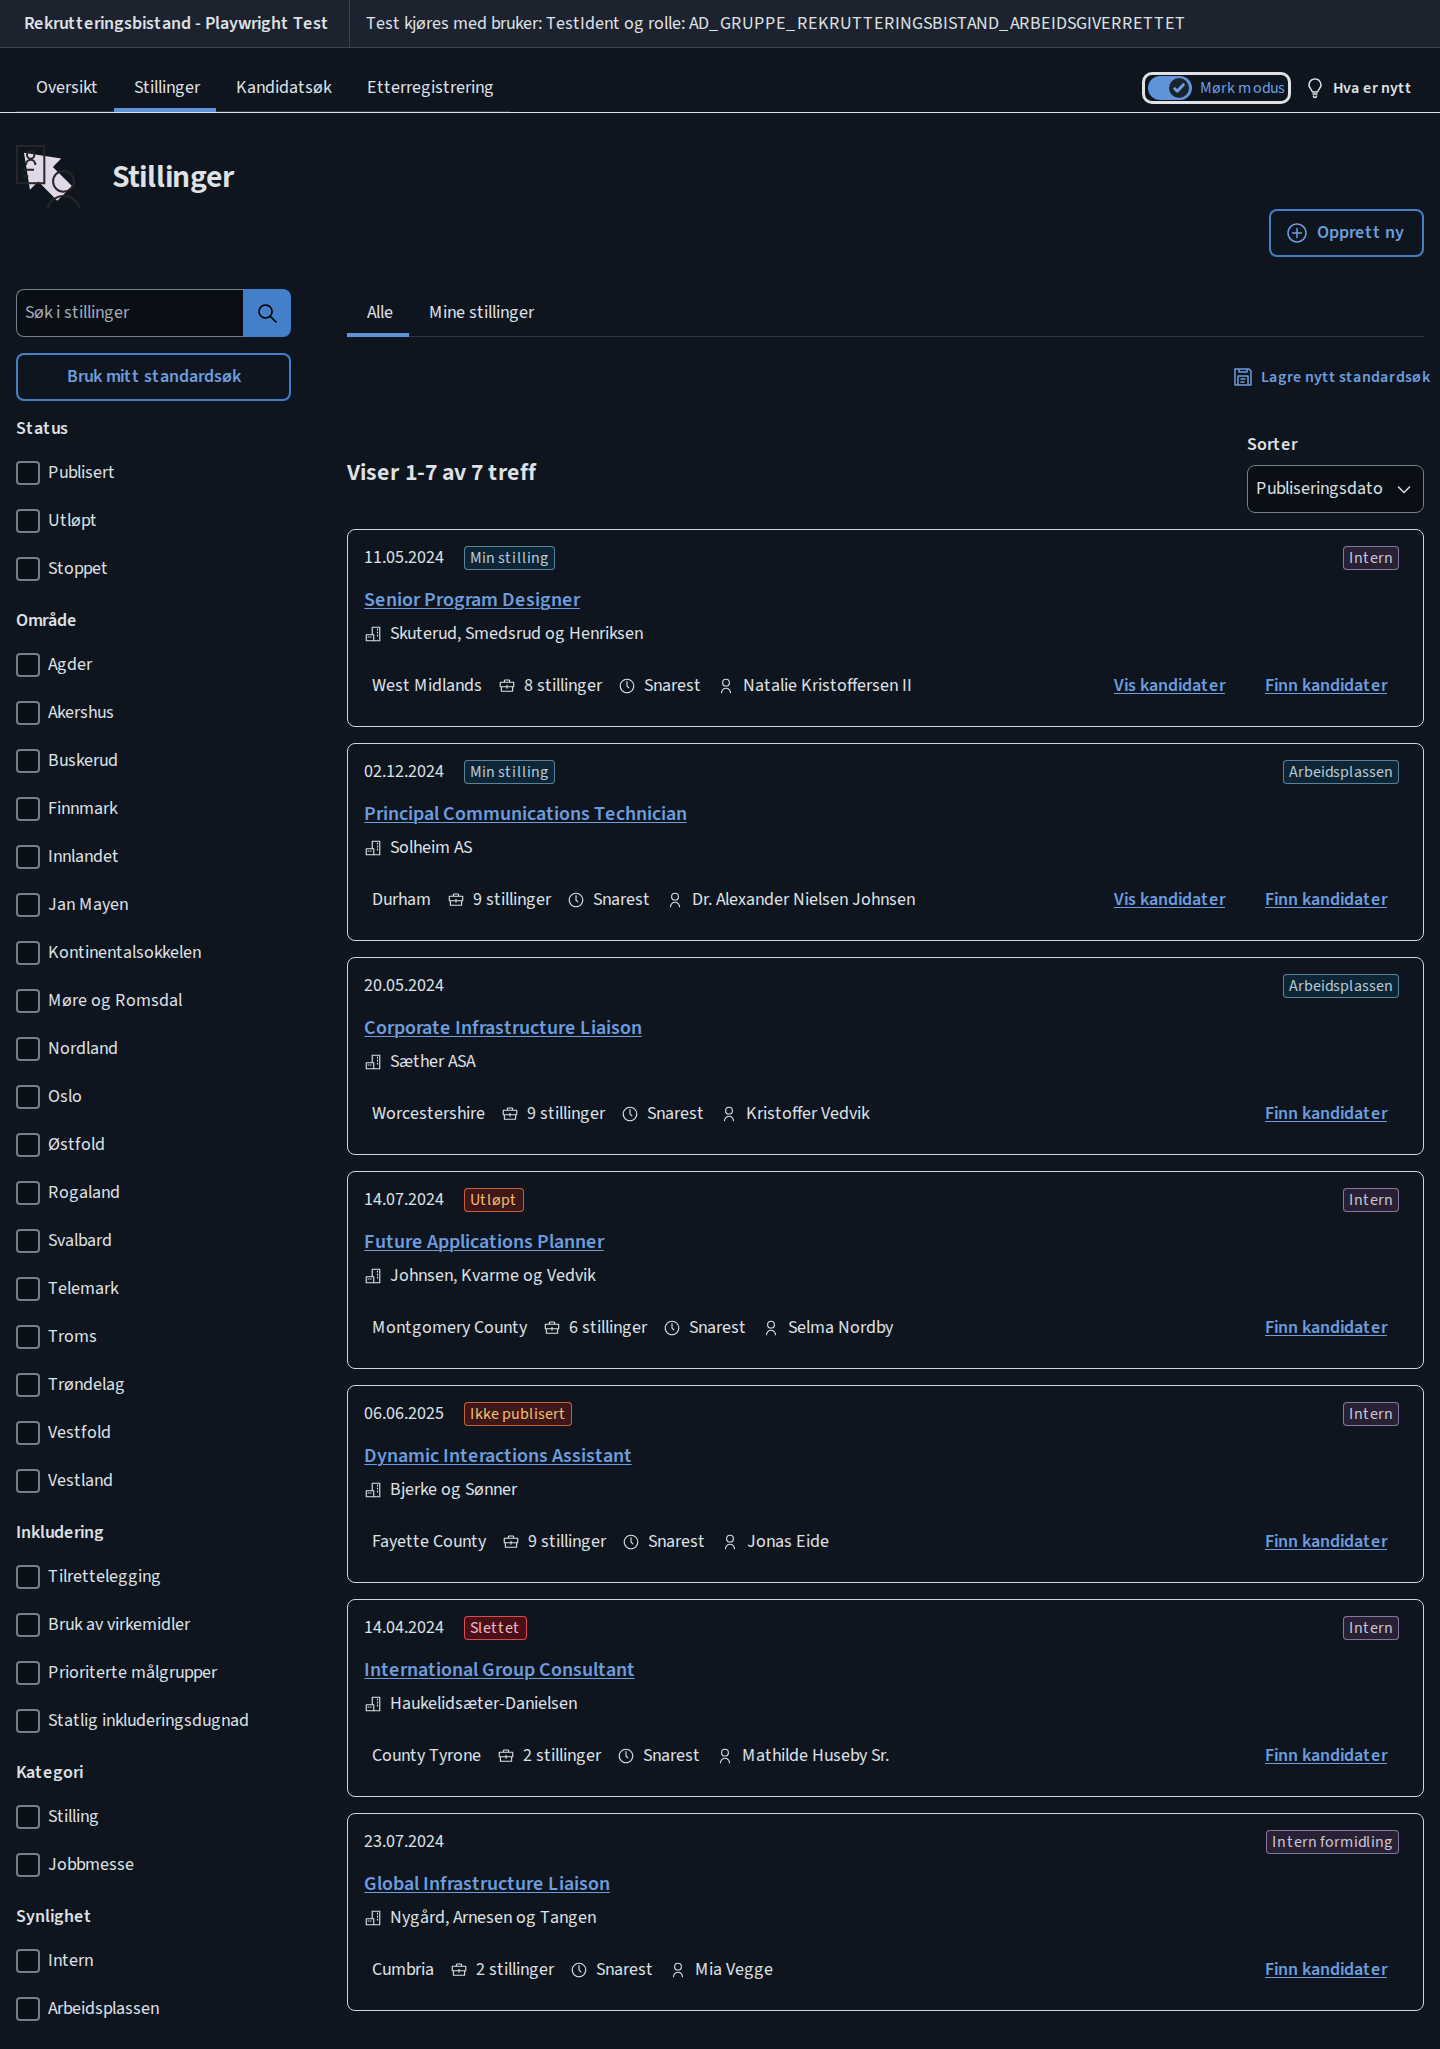 Rekrutteringsbistand - Playwright Test
Test kjøres med bruker: TestIdent og rolle: AD_GRUPPE_REKRUTTERINGSBISTAND_ARBEIDSGIVERRETTET
Oversikt
Stillinger
Kandidatsøk
Etterregistrering
Mørk modus
Hva er nytt
Stillinger
Opprett ny
Søk i stillinger
Bruk mitt standardsøk
Status
Publisert
Utløpt
Stoppet
Område
Agder
Akershus
Buskerud
Finnmark
Innlandet
Jan Mayen
Kontinentalsokkelen
Møre og Romsdal
Nordland
Oslo
Østfold
Rogaland
Svalbard
Telemark
Troms
Trøndelag
Vestfold
Vestland
Inkludering
Tilrettelegging
Bruk av virkemidler
Prioriterte målgrupper
Statlig inkluderingsdugnad
Kategori
Stilling
Jobbmesse
Synlighet
Intern
Arbeidsplassen
Alle
Mine stillinger
Lagre nytt standardsøk
Viser 1-7 av 7 treff
Sorter
Publiseringsdato
11.05.2024 Min stilling Intern
Senior Program Designer
Skuterud, Smedsrud og Henriksen
West Midlands 8 stillinger Snarest Natalie Kristoffersen II Vis kandidater Finn kandidater
02.12.2024 Min stilling Arbeidsplassen
Principal Communications Technician
Solheim AS
Durham 9 stillinger Snarest Dr. Alexander Nielsen Johnsen Vis kandidater Finn kandidater
20.05.2024 Arbeidsplassen
Corporate Infrastructure Liaison
Sæther ASA
Worcestershire 9 stillinger Snarest Kristoffer Vedvik Finn kandidater
14.07.2024 Utløpt Intern
Future Applications Planner
Johnsen, Kvarme og Vedvik
Montgomery County 6 stillinger Snarest Selma Nordby Finn kandidater
06.06.2025 Ikke publisert Intern
Dynamic Interactions Assistant
Bjerke og Sønner
Fayette County 9 stillinger Snarest Jonas Eide Finn kandidater
14.04.2024 Slettet Intern
International Group Consultant
Haukelidsæter-Danielsen
County Tyrone 2 stillinger Snarest Mathilde Huseby Sr. Finn kandidater
23.07.2024 Intern formidling
Global Infrastructure Liaison
Nygård, Arnesen og Tangen
Cumbria 2 stillinger Snarest Mia Vegge Finn kandidater